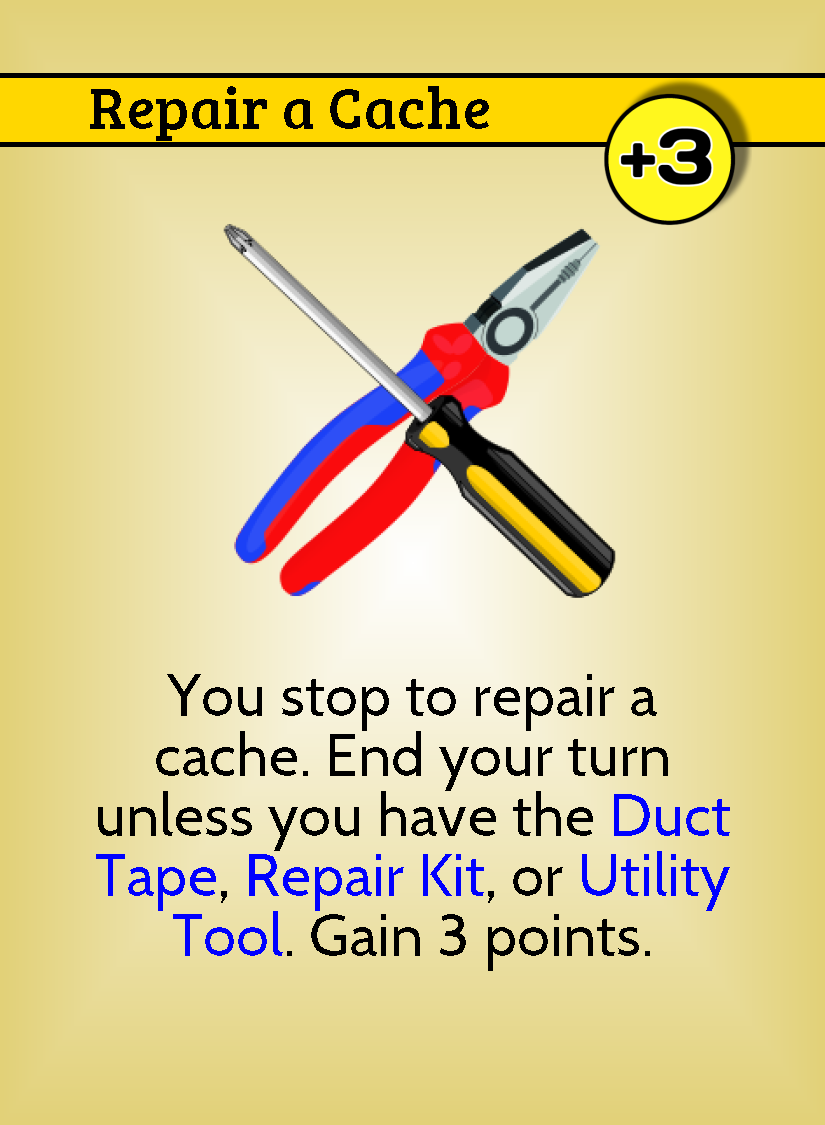 Repair a Cache
+3
You stop to repair a
cache. End your turn
unless you have the Duct
Tape, Repair Kit, or Utility
Tool. Gain 3 points.